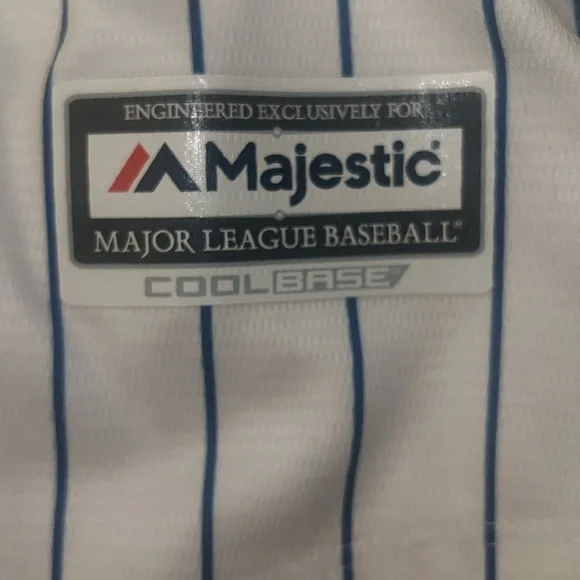 ENGINEERED EXCLUSIVELY FOR
Majestic®
MAJOR LEAGUE BASEBALL®
COOLBASE